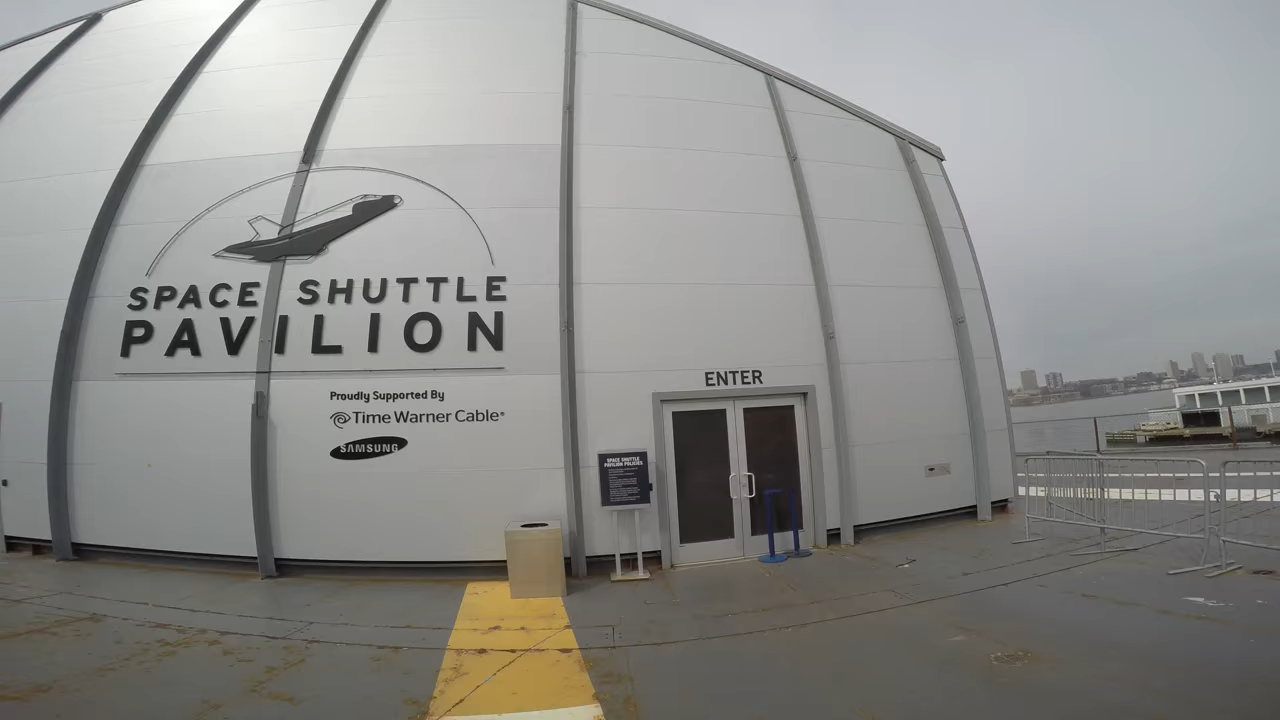 SPACE SHUTTLE
PAVILION
Proudly Supported By
Time Warner Cable®
SAMSUNG
ENTER
SPACE SHUTTLE
PAVILION POLICIES